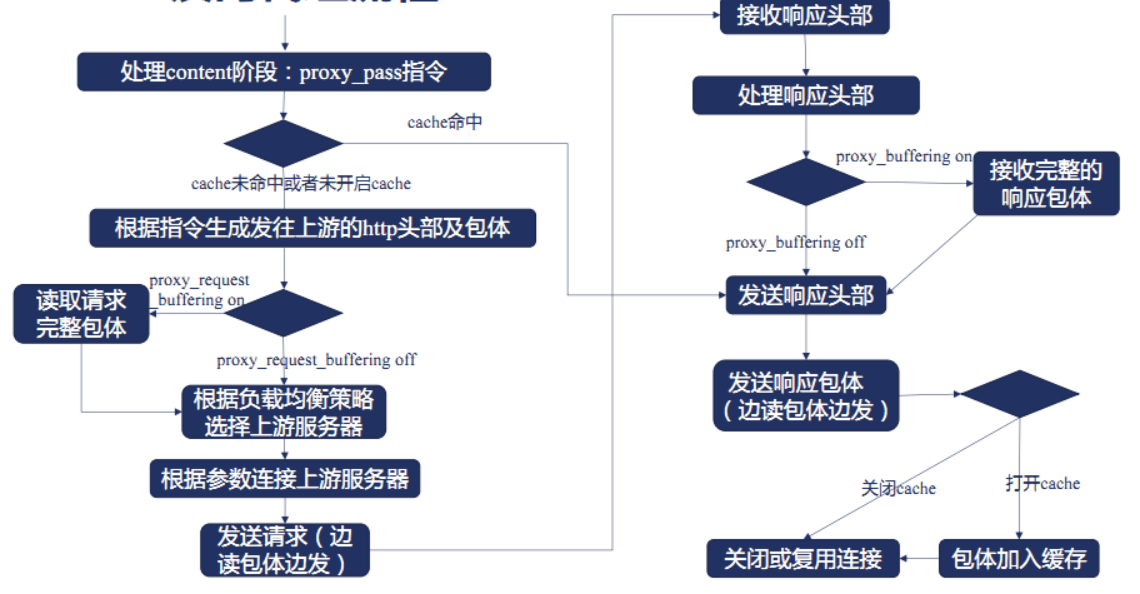 处理content阶段：proxy_pass指令
cache命中
cache未命中或者未开启cache
根据指令生成发往上游的http头部及包体
proxy_request
_buffering on
读取请求
完整包体
proxy_request_buffering off
根据负载均衡策略
选择上游服务器
根据参数连接上游服务器
发送请求（边
读包体边发）
接收响应头部
处理响应头部
proxy_buffering on
接收完整的
响应包体
proxy_buffering off
发送响应头部
发送响应包体
（边读包体边发）
关闭cache
打开cache
关闭或复用连接
包体加入缓存